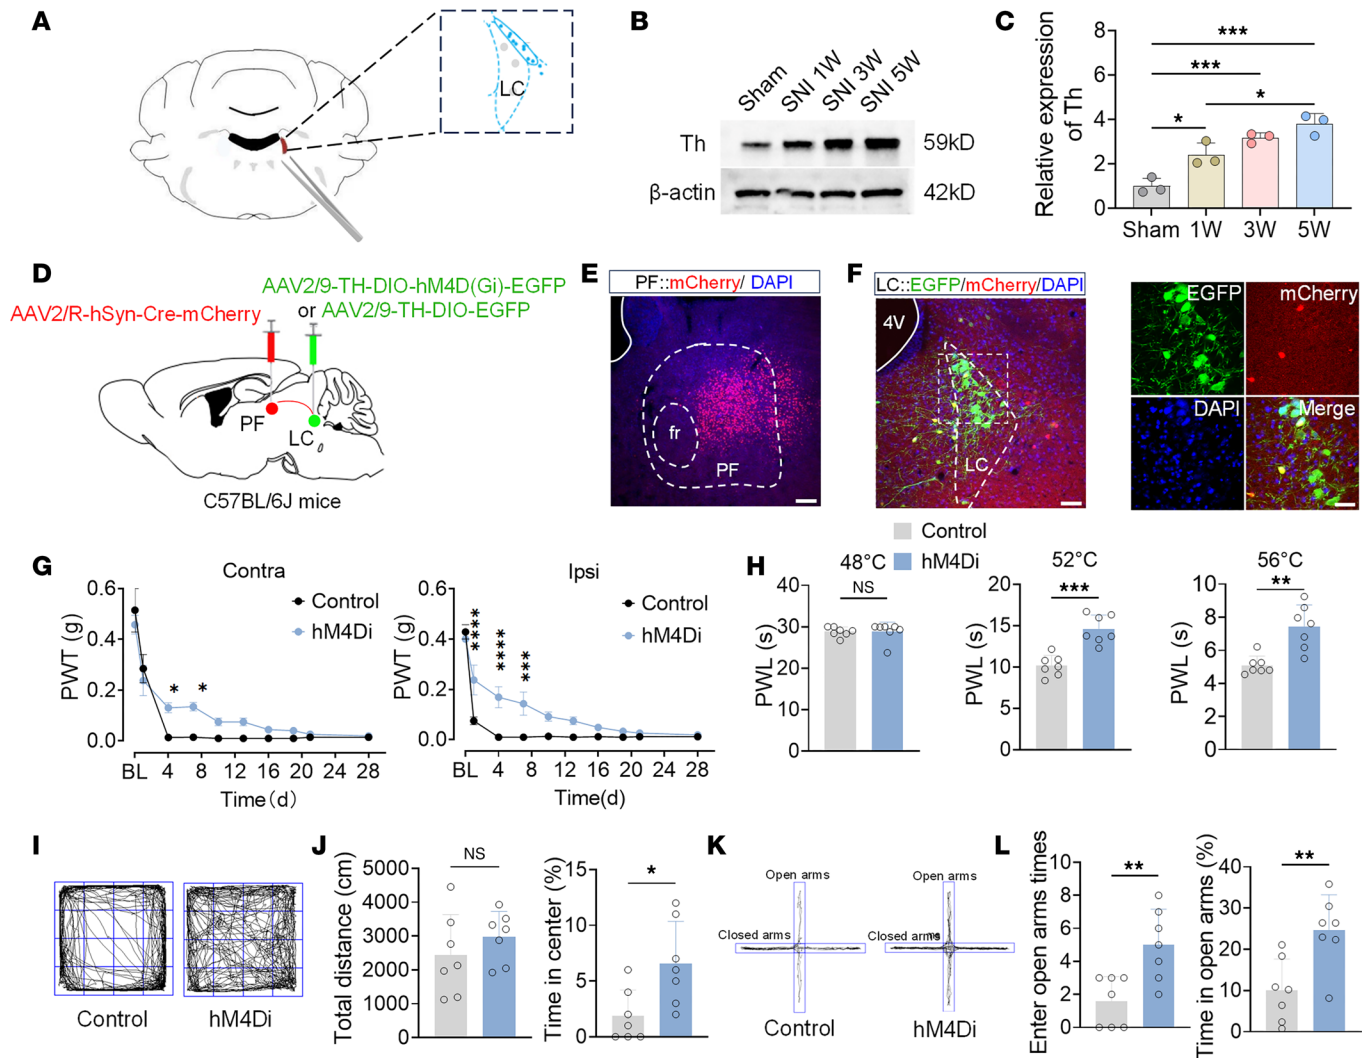 A
LC
B
Sham
SNI 1W
SNI 3W
SNI 5W
Th
59kD
β-actin
42kD
C
Relative expression of Th
8
6
4
2
0
***
***
*
*
Sham
1W
3W
5W
D
AAV2/9-TH-DIO-hM4D(Gi)-EGFP
AAV2/R-hSyn-Cre-mCherry
or AAV2/9-TH-DIO-EGFP
PF
LC
C57BL/6J mice
E
PF::mCherry/ DAPI
fr
PF
F
LC::EGFP/mCherry/DAPI
4V
LC
EGFP
mCherry
DAPI
Merge
G
Contra
PWT (g)
0.6
0.4
0.2
0.0
Control
hM4Di
*
*
BL
4
8
12
16
20
24
28
Time(d)
Ipsi
PWT (g)
0.6
0.4
0.2
0.0
Control
hM4Di
****
****
***
BL
4
8
12
16
20
24
28
Time(d)
H
Control
hM4Di
48°C
NS
PWL (s)
40
30
20
10
0
52°C
***
PWL (s)
20
15
10
5
0
56°C
**
PWL (s)
10
8
6
4
2
0
I
Control
hM4Di
J
NS
Total distance (cm)
5000
4000
3000
2000
1000
0
*
Time in center (%)
15
10
5
0
K
Open arms
Closed arms
Control
Open arms
Closed arms
hM4Di
L
**
Enter open arms times
10
8
6
4
2
0
**
Time in open arms (%)
40
30
20
10
0